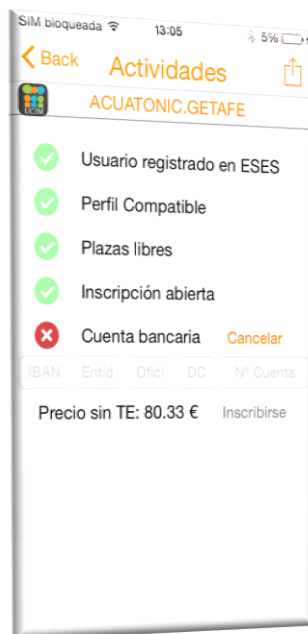 SIM bloqueada 13:05 5%
Back Actividades
UC3M ACUATONIC.GETAFE
Usuario registrado en ESES
Perfil Compatible
Plazas libres
Inscripción abierta
Cuenta bancaria Cancelar
IBAN Entid Ofici DC Nº Cuenta
Precio sin TE: 80.33 € Inscribirse